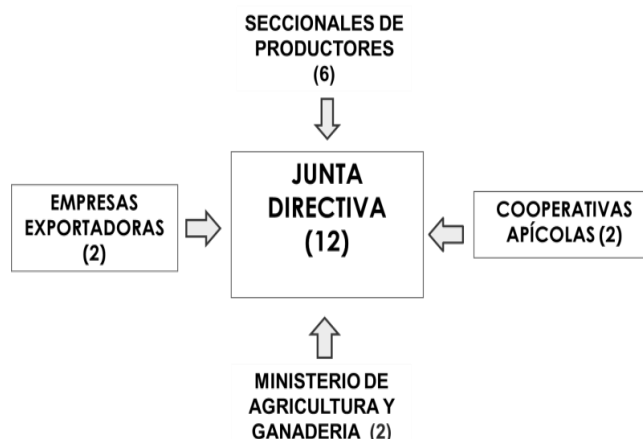 SECCIONALES DE
PRODUCTORES
(6)
JUNTA
DIRECTIVA
(12)
EMPRESAS
EXPORTADORAS
(2)
COOPERATIVAS
APÍCOLAS (2)
MINISTERIO DE
AGRICULTURA Y
GANADERIA (2)